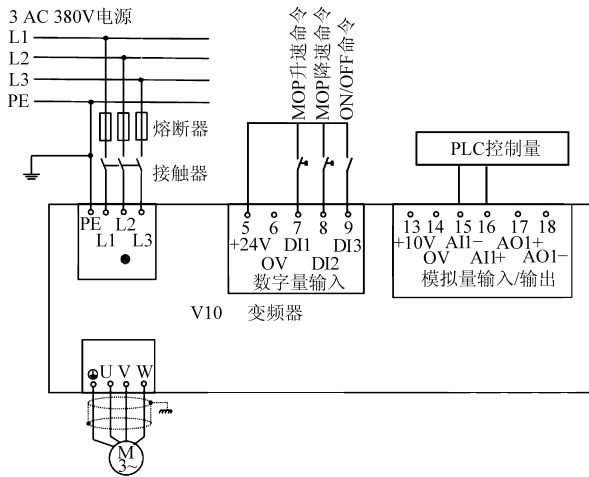 3 AC 380V电源
L1
L2
L3
PE
熔断器
接触器
MOP升速命令
MOP降速命令
ON/OFF命令
PLC控制量
PE
L1
L2
L3
5 6 7 8 9
+24V DI1 DI3
OV DI2
数字量输入
13 14 15 16 17 18
+10V AI1− AO1+
OV AI1+ AO1−
模拟量输入/输出
V10 变频器
U V W
M
3~